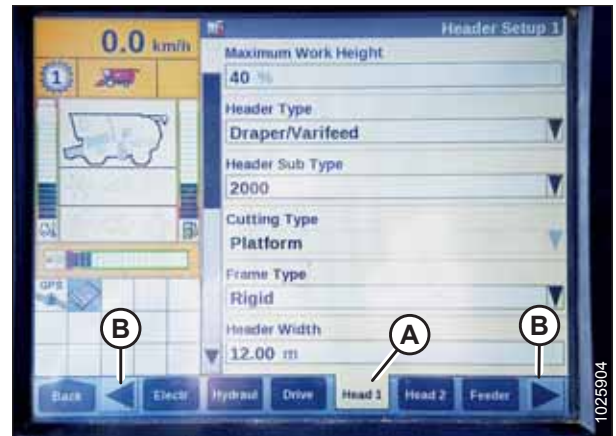 0.0 km/h
Header Setup 1
1
Maximum Work Height
40 %
Header Type
Draper/Varifeed
Header Sub Type
2000
Cutting Type
Platform
Frame Type
Rigid
GPS
Header Width
12.00 m
B
A
B
Back
Electr
Hydraul
Drive
Head 1
Head 2
Feeder
1025904